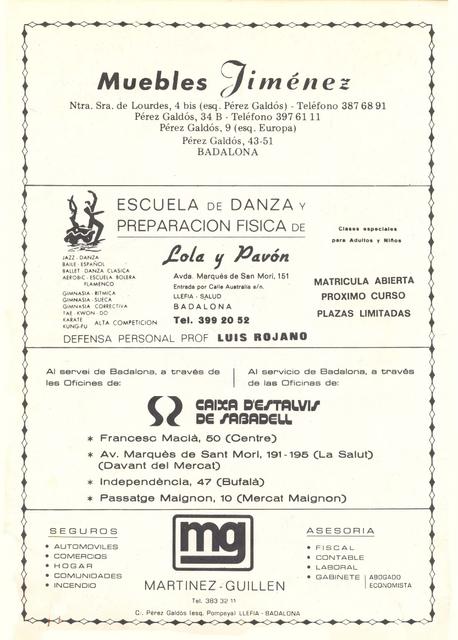 Muebles Jiménez
Ntra. Sra. de Lourdes, 4 bis (esq. Pérez Galdós) - Teléfono 387 68 91
Pérez Galdós, 34 B - Teléfono 397 61 11
Pérez Galdós, 9 (esq. Europa)
Pérez Galdós, 43-51
BADALONA
ESCUELA DE DANZA Y
PREPARACION FISICA DE
Lola y Pavón
Clases especiales
para Adultos y Niños
JAZZ - DANZA
BAILE - ESPAÑOL
BALLET - DANZA CLASICA
AEROBIC - ESCUELA BOLERA
FLAMENCO
GIMNASIA - RITMICA
GIMNASIA - SUECA
GIMNASIA - CORRECTIVA
TAE - KWON - DO
KARATE
KUNG-FU
ALTA COMPETICION
Avda. Marqués de San Mori, 151
Entrada por Calle Australia s/n.
LLEFIA - SALUD
BADALONA
Tel. 399 20 52
MATRICULA ABIERTA
PROXIMO CURSO
PLAZAS LIMITADAS
DEFENSA PERSONAL PROF LUIS ROJANO
Al servei de Badalona, a través de
les Oficines de:
Al servicio de Badalona, a través
de las Oficinas de:
CAIXA D'ESTALVIS
DE SABADELL
* Francesc Macià, 50 (Centre)
* Av. Marquès de Sant Mori, 191-195 (La Salut)
(Davant del Mercat)
* Independència, 47 (Bufalà)
* Passatge Maignon, 10 (Mercat Maignon)
SEGUROS
• AUTOMOVILES
• COMERCIOS
• HOGAR
• COMUNIDADES
• INCENDIO
mg
MARTINEZ-GUILLEN
Tel. 383 32 11
C/. Pérez Galdós (esq. Pompeya) LLEFIA - BADALONA
ASESORIA
• FISCAL
• CONTABLE
• LABORAL
• GABINETE
ABOGADO
ECONOMISTA